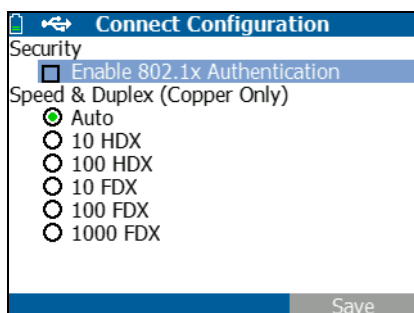 Connect Configuration
Security
Enable 802.1x Authentication
Speed & Duplex (Copper Only)
Auto
10 HDX
100 HDX
10 FDX
100 FDX
1000 FDX
Save